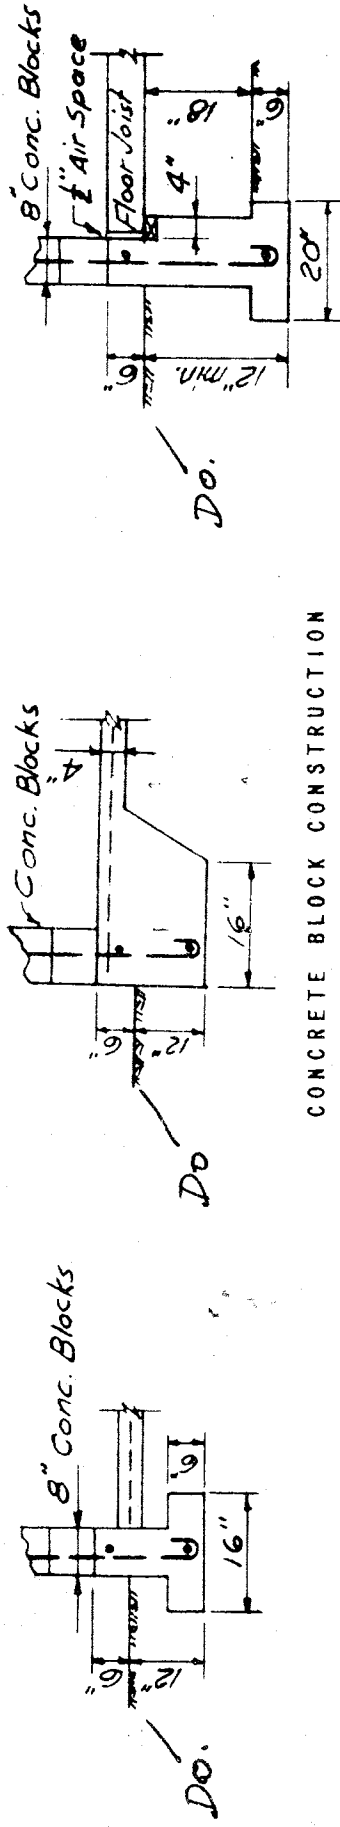 8" Conc. Blocks
6"
12"
6"
16"
Do.
Conc. Blocks
4"
6"
12"
16"
Do
8" Conc. Blocks
1/2" Air Space
Floor Joist
18"
4"
6"
6"
12" min.
20"
Do.
CONCRETE BLOCK CONSTRUCTION